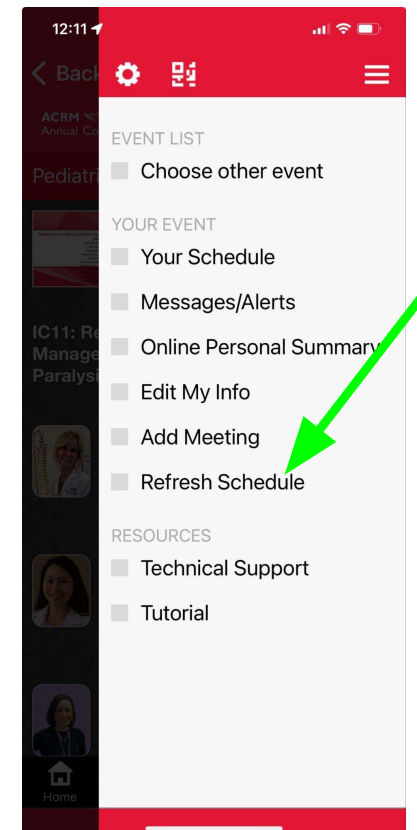 12:11
Back
ACRM
Annual Co
EVENT LIST
Pediatri
Choose other event
YOUR EVENT
Your Schedule
Messages/Alerts
IC11: Re
Manage
Paralysi
Online Personal Summary
Edit My Info
Add Meeting
Refresh Schedule
RESOURCES
Technical Support
Tutorial
Home